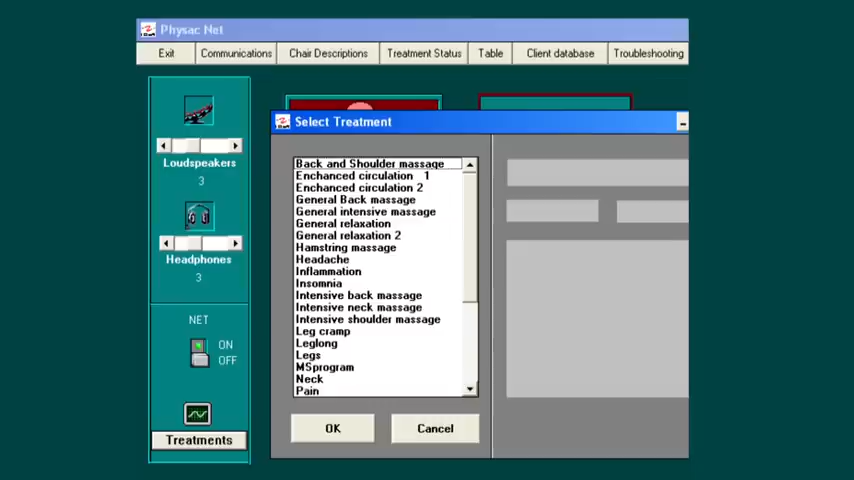 Physac Net
Exit Communications Chair Descriptions Treatment Status Table Client database Troubleshooting
Select Treatment
Loudspeakers
3
Headphones
3
NET
ON
OFF
Treatments
Back and Shoulder massage
Enchanced circulation 1
Enchanced circulation 2
General Back massage
General intensive massage
General relaxation
General relaxation 2
Hamstring massage
Headache
Inflammation
Insomnia
Intensive back massage
Intensive neck massage
Intensive shoulder massage
Leg cramp
Leglong
Legs
MSprogram
Neck
Pain
OK Cancel